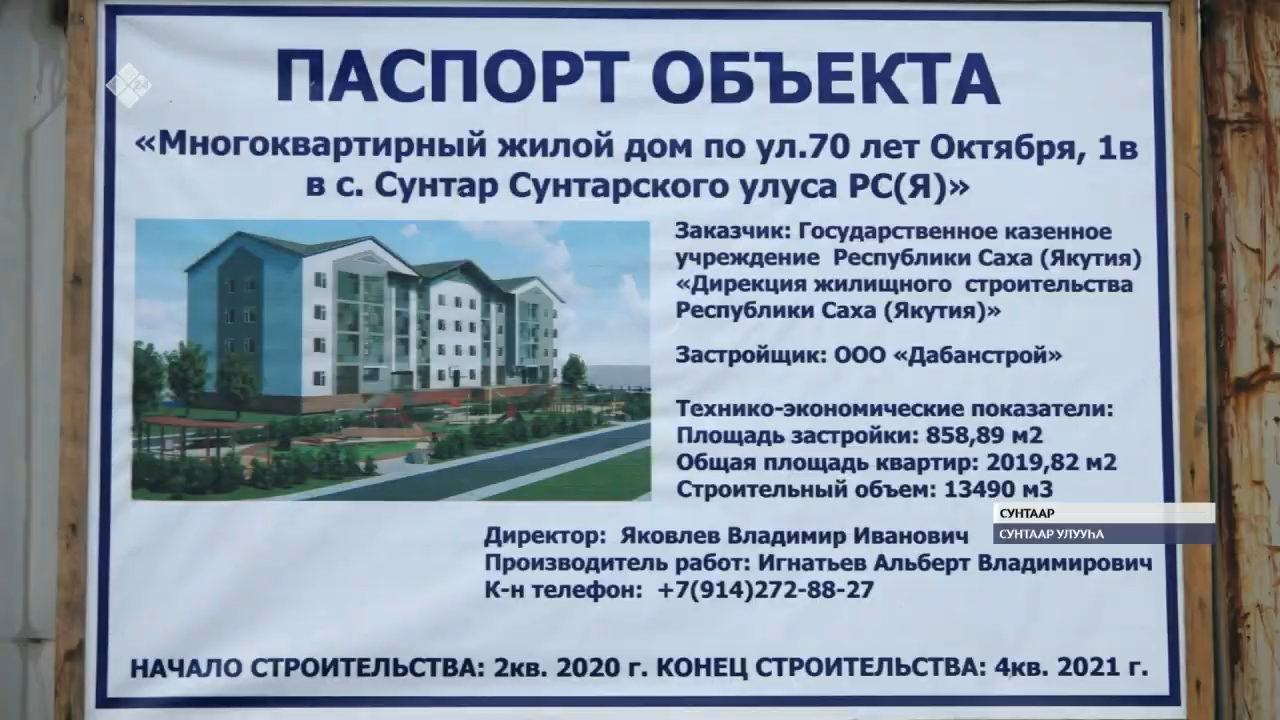 ПАСПОРТ ОБЪЕКТА
«Многоквартирный жилой дом по ул.70 лет Октября, 1в
в с. Сунтар Сунтарского улуса РС(Я)»
Заказчик: Государственное казенное
учреждение Республики Саха (Якутия)
«Дирекция жилищного строительства
Республики Саха (Якутия)»
Застройщик: ООО «Дабанстрой»
Технико-экономические показатели:
Площадь застройки: 858,89 м2
Общая площадь квартир: 2019,82 м2
Строительный объем: 13490 м3
СУНТААР
СУНТААР УЛУУҺА
Директор: Яковлев Владимир Иванович
Производитель работ: Игнатьев Альберт Владимирович
К-н телефон: +7(914)272-88-27
НАЧАЛО СТРОИТЕЛЬСТВА: 2кв. 2020 г. КОНЕЦ СТРОИТЕЛЬСТВА: 4кв. 2021 г.
24